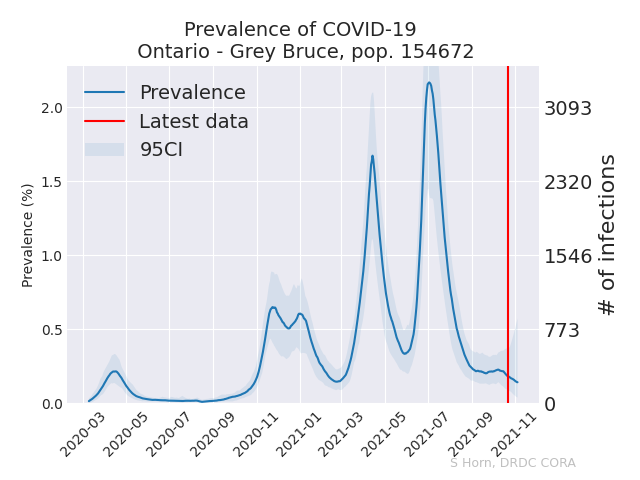 Prevalence of COVID-19
Ontario - Grey Bruce, pop. 154672
Prevalence
Latest data
95CI
Prevalence (%)
2.0
1.5
1.0
0.5
0.0
3093
2320
1546
773
0
# of infections
2020-03
2020-05
2020-07
2020-09
2020-11
2021-01
2021-03
2021-05
2021-07
2021-09
2021-11
S Horn, DRDC CORA